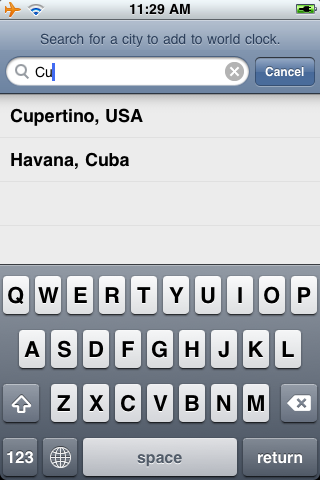 11:29 AM
Search for a city to add to world clock.
Cu
Cancel
Cupertino, USA
Havana, Cuba
Q W E R T Y U I O P
A S D F G H J K L
Z X C V B N M
123 space return